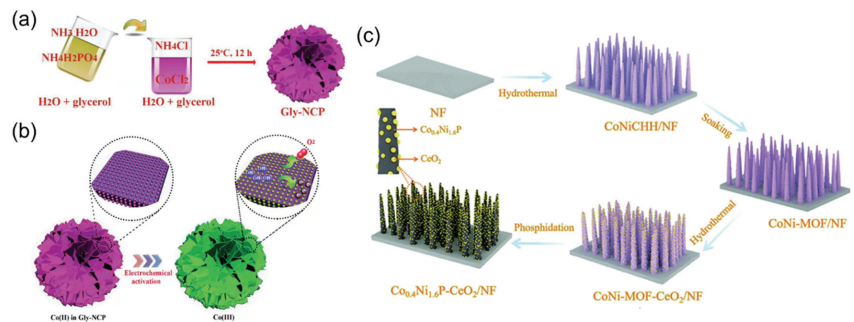 (a)
NH3 H2O
NH4H2PO4
H2O + glycerol
NH4Cl
CoCl2
H2O + glycerol
25°C, 12 h
Gly-NCP
(b)
O2
Electrochemical
activation
Co(II) in Gly-NCP
Co(III)
(c)
NF
Hydrothermal
CoNiCHH/NF
Soaking
CoNi-MOF/NF
Hydrothermal
CoNi-MOF-CeO2/NF
Phosphidation
Co0.4Ni1.6P-CeO2/NF
Co0.4Ni1.6P
CeO2